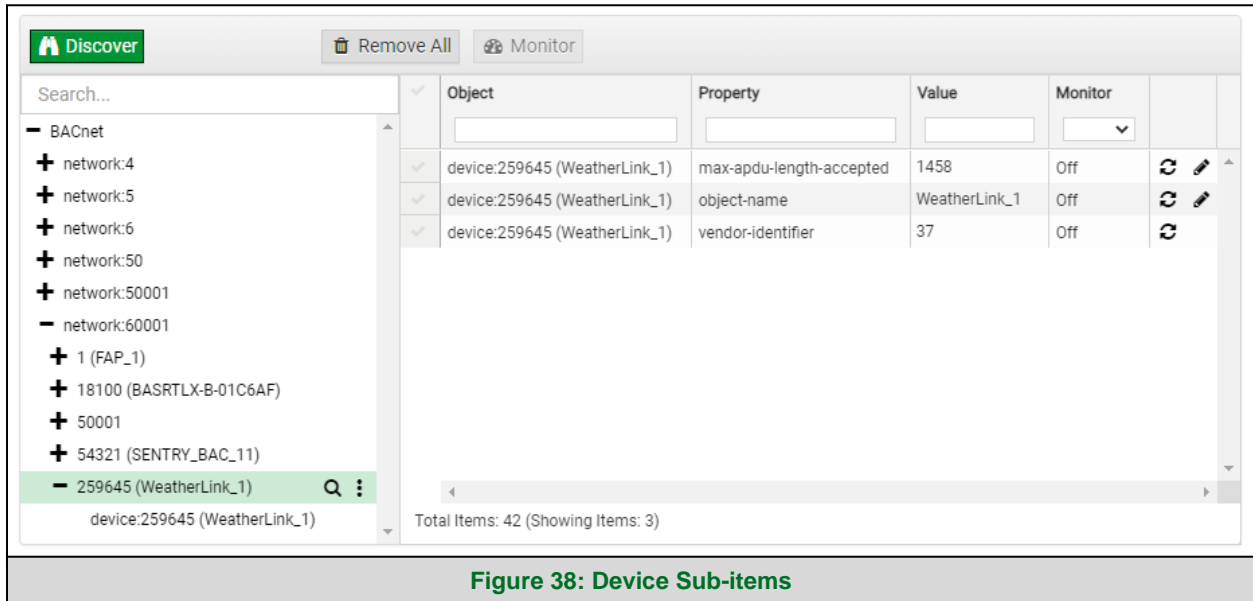 Discover Remove All Monitor
Search...
BACnet
network:4
network:5
network:6
network:50
network:50001
network:60001
1 (FAP_1)
18100 (BASRTLX-B-01C6AF)
50001
54321 (SENTRY_BAC_11)
259645 (WeatherLink_1)
device:259645 (WeatherLink_1)
Object Property Value Monitor
device:259645 (WeatherLink_1) max-apdu-length-accepted 1458 Off
device:259645 (WeatherLink_1) object-name WeatherLink_1 Off
device:259645 (WeatherLink_1) vendor-identifier 37 Off
Total Items: 42 (Showing Items: 3)
Figure 38: Device Sub-items